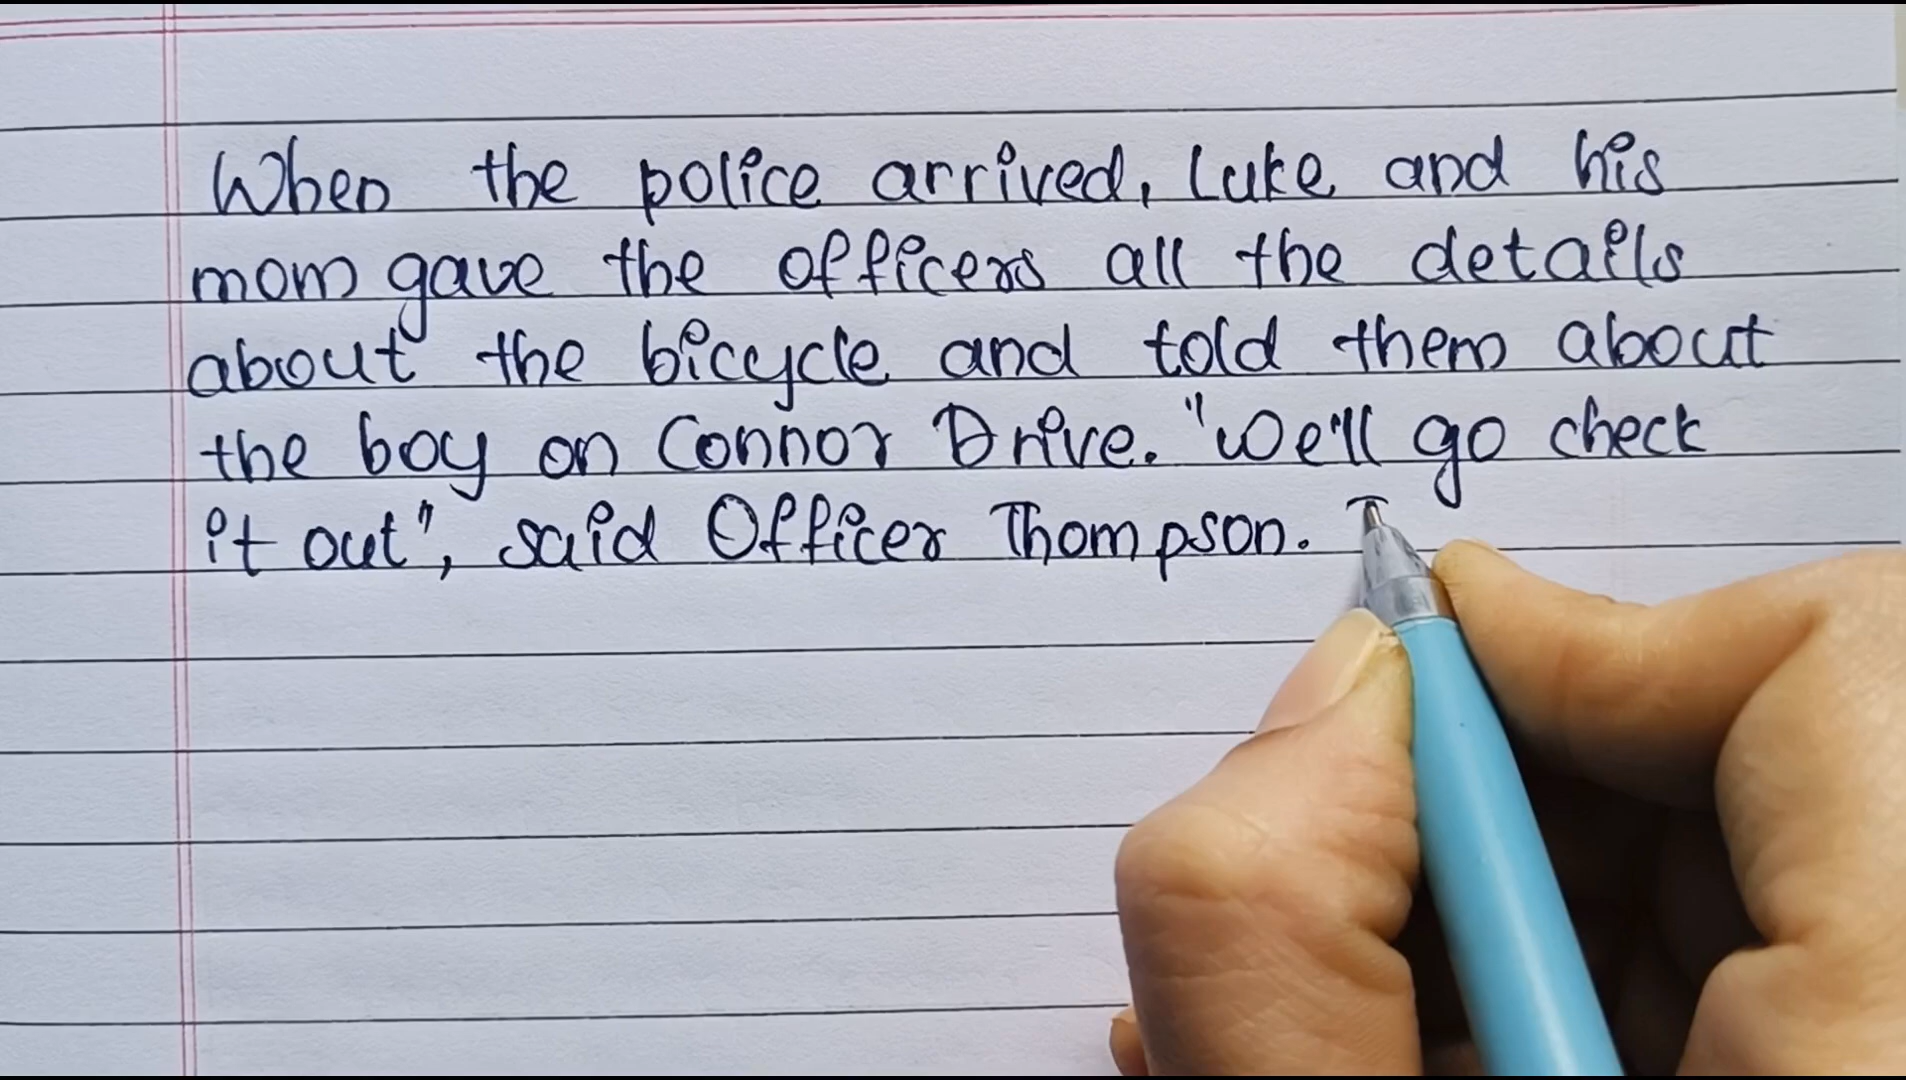 When the police arrived, Luke and his
mom gave the officers all the details
about the bicycle and told them about
the boy on Connor Drive. "We'll go check
it out", said Officer Thompson. T